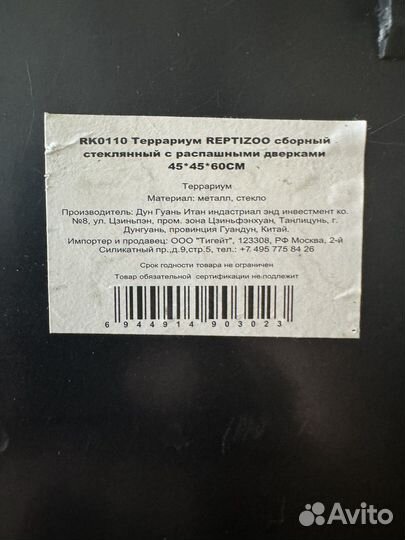 RK0110 Террариум REPTIZOO сборный
стеклянный с распашными дверками
45*45*60СМ
Террариум
Материал: металл, стекло
Производитель: Дун Гуань Итан индастриал энд инвестмент ко.
№8, ул. Цзиньпэн, пром. зона Цзиньфэнхуан, Танлицунь, г.
Дунгуань, провинция Гуандун, Китай.
Импортер и продавец: ООО "Тигейт", 123308, РФ Москва, 2-й
Силикатный пр.,д.9,стр.5, тел.: +7 495 775 84 26
Срок годности товара не ограничен
Товар обязательной сертификации не подлежит
6 944914 903023
Avito